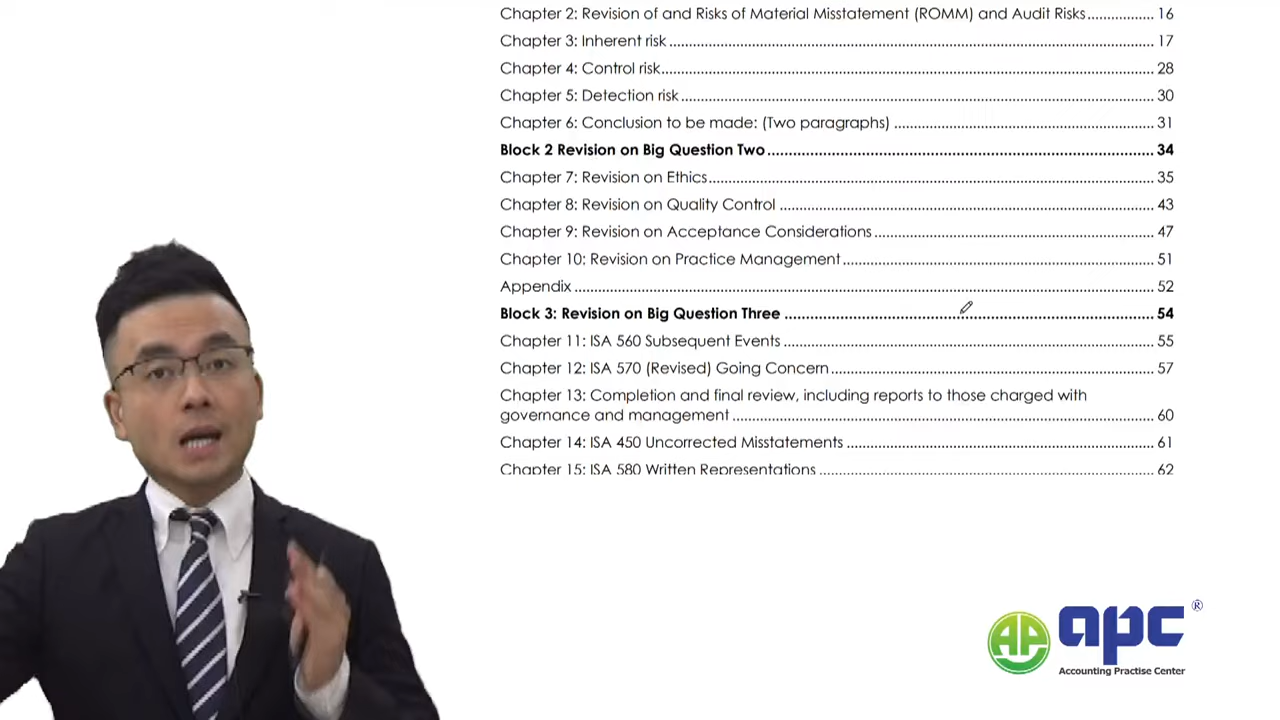 Chapter 2: Revision of and Risks of Material Misstatement (ROMM) and Audit Risks................ 16
Chapter 3: Inherent risk ........ 17
Chapter 4: Control risk........ 28
Chapter 5: Detection risk ........ 30
Chapter 6: Conclusion to be made: (Two paragraphs) ........ 31
Block 2 Revision on Big Question Two ........ 34
Chapter 7: Revision on Ethics........ 35
Chapter 8: Revision on Quality Control ........ 43
Chapter 9: Revision on Acceptance Considerations ........ 47
Chapter 10: Revision on Practice Management ........ 51
Appendix ........ 52
Block 3: Revision on Big Question Three ........ 54
Chapter 11: ISA 560 Subsequent Events ........ 55
Chapter 12: ISA 570 (Revised) Going Concern ........ 57
Chapter 13: Completion and final review, including reports to those charged with
governance and management ........ 60
Chapter 14: ISA 450 Uncorrected Misstatements ........ 61
Chapter 15: ISA 580 Written Representations ........ 62
AP apc ®
Accounting Practise Center